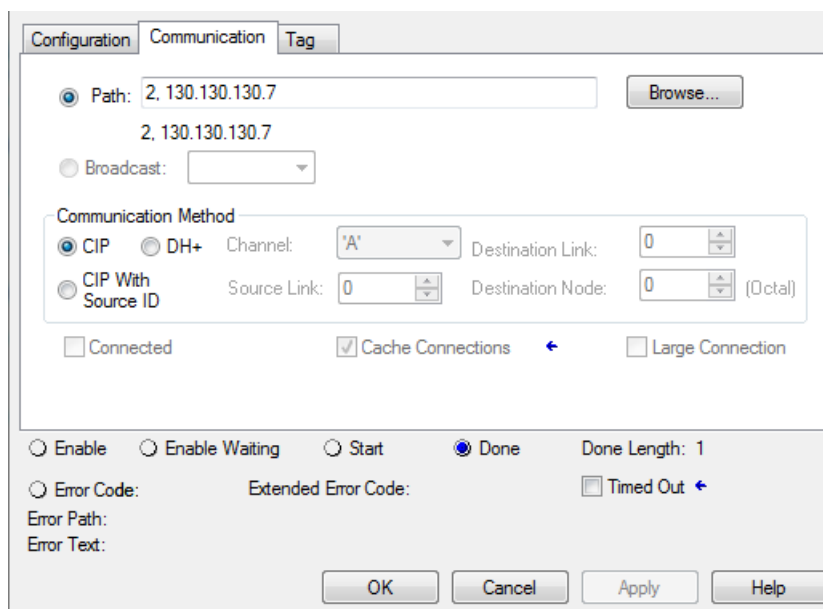 Configuration Communication Tag
Path: 2, 130.130.130.7 Browse...
2, 130.130.130.7
Broadcast:
Communication Method
CIP DH+ Channel: 'A' Destination Link: 0
CIP With
Source ID Source Link: 0 Destination Node: 0 (Octal)
Connected Cache Connections Large Connection
Enable Enable Waiting Start Done Done Length: 1
Error Code: Extended Error Code: Timed Out
Error Path:
Error Text:
OK Cancel Apply Help